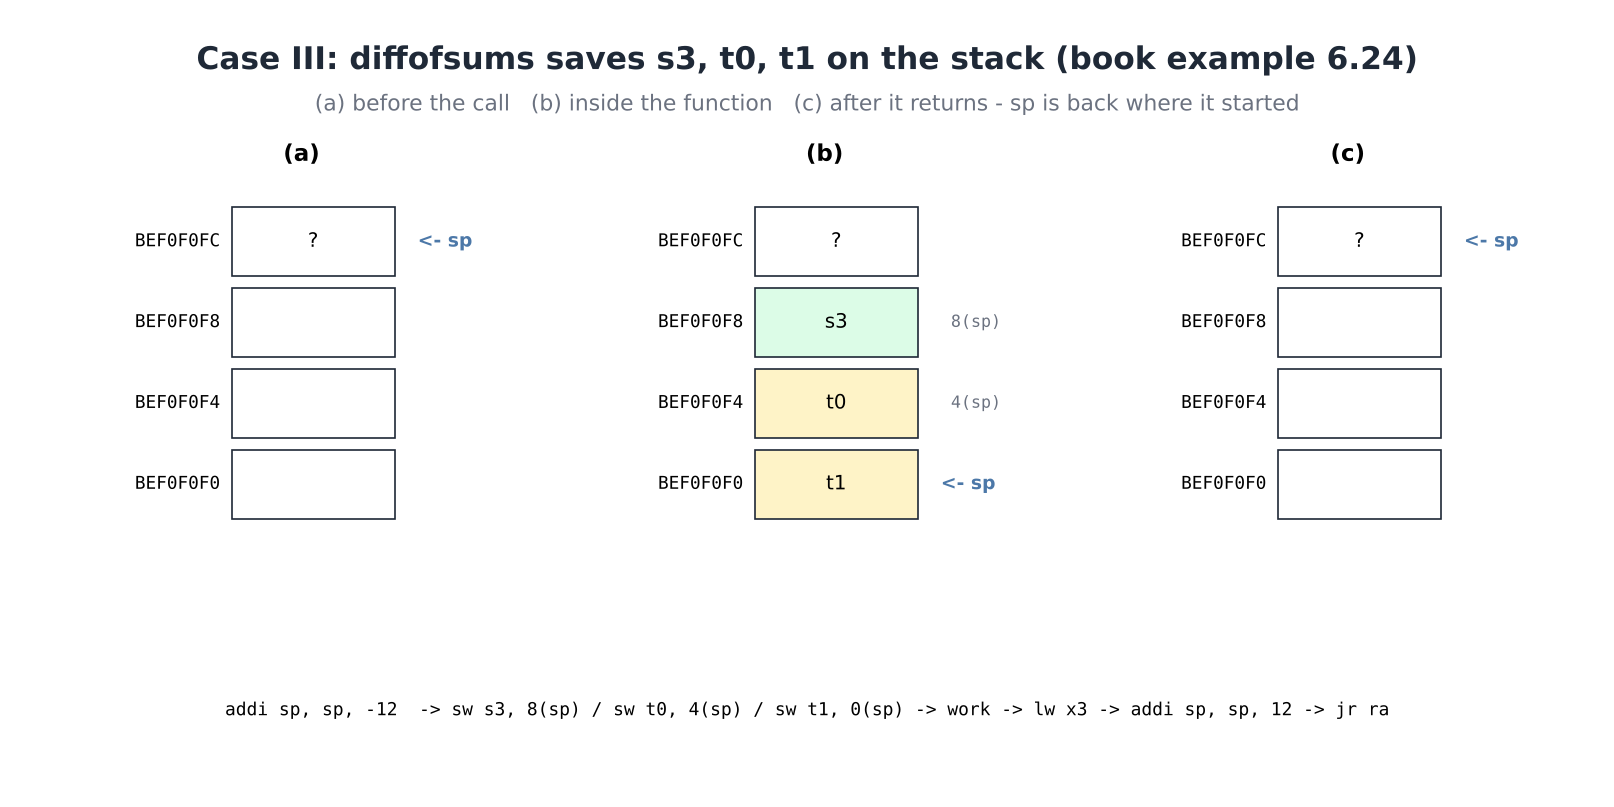 Case III: diffofsums saves s3, t0, t1 on the stack (book example 6.24)
(a) before the call   (b) inside the function   (c) after it returns - sp is back where it started
(a)
BEF0F0FC ? <- sp
BEF0F0F8
BEF0F0F4
BEF0F0F0
(b)
BEF0F0FC ?
BEF0F0F8 s3 8(sp)
BEF0F0F4 t0 4(sp)
BEF0F0F0 t1 <- sp
(c)
BEF0F0FC ? <- sp
BEF0F0F8
BEF0F0F4
BEF0F0F0
addi sp, sp, -12  -> sw s3, 8(sp) / sw t0, 4(sp) / sw t1, 0(sp) -> work -> lw x3 -> addi sp, sp, 12 -> jr ra